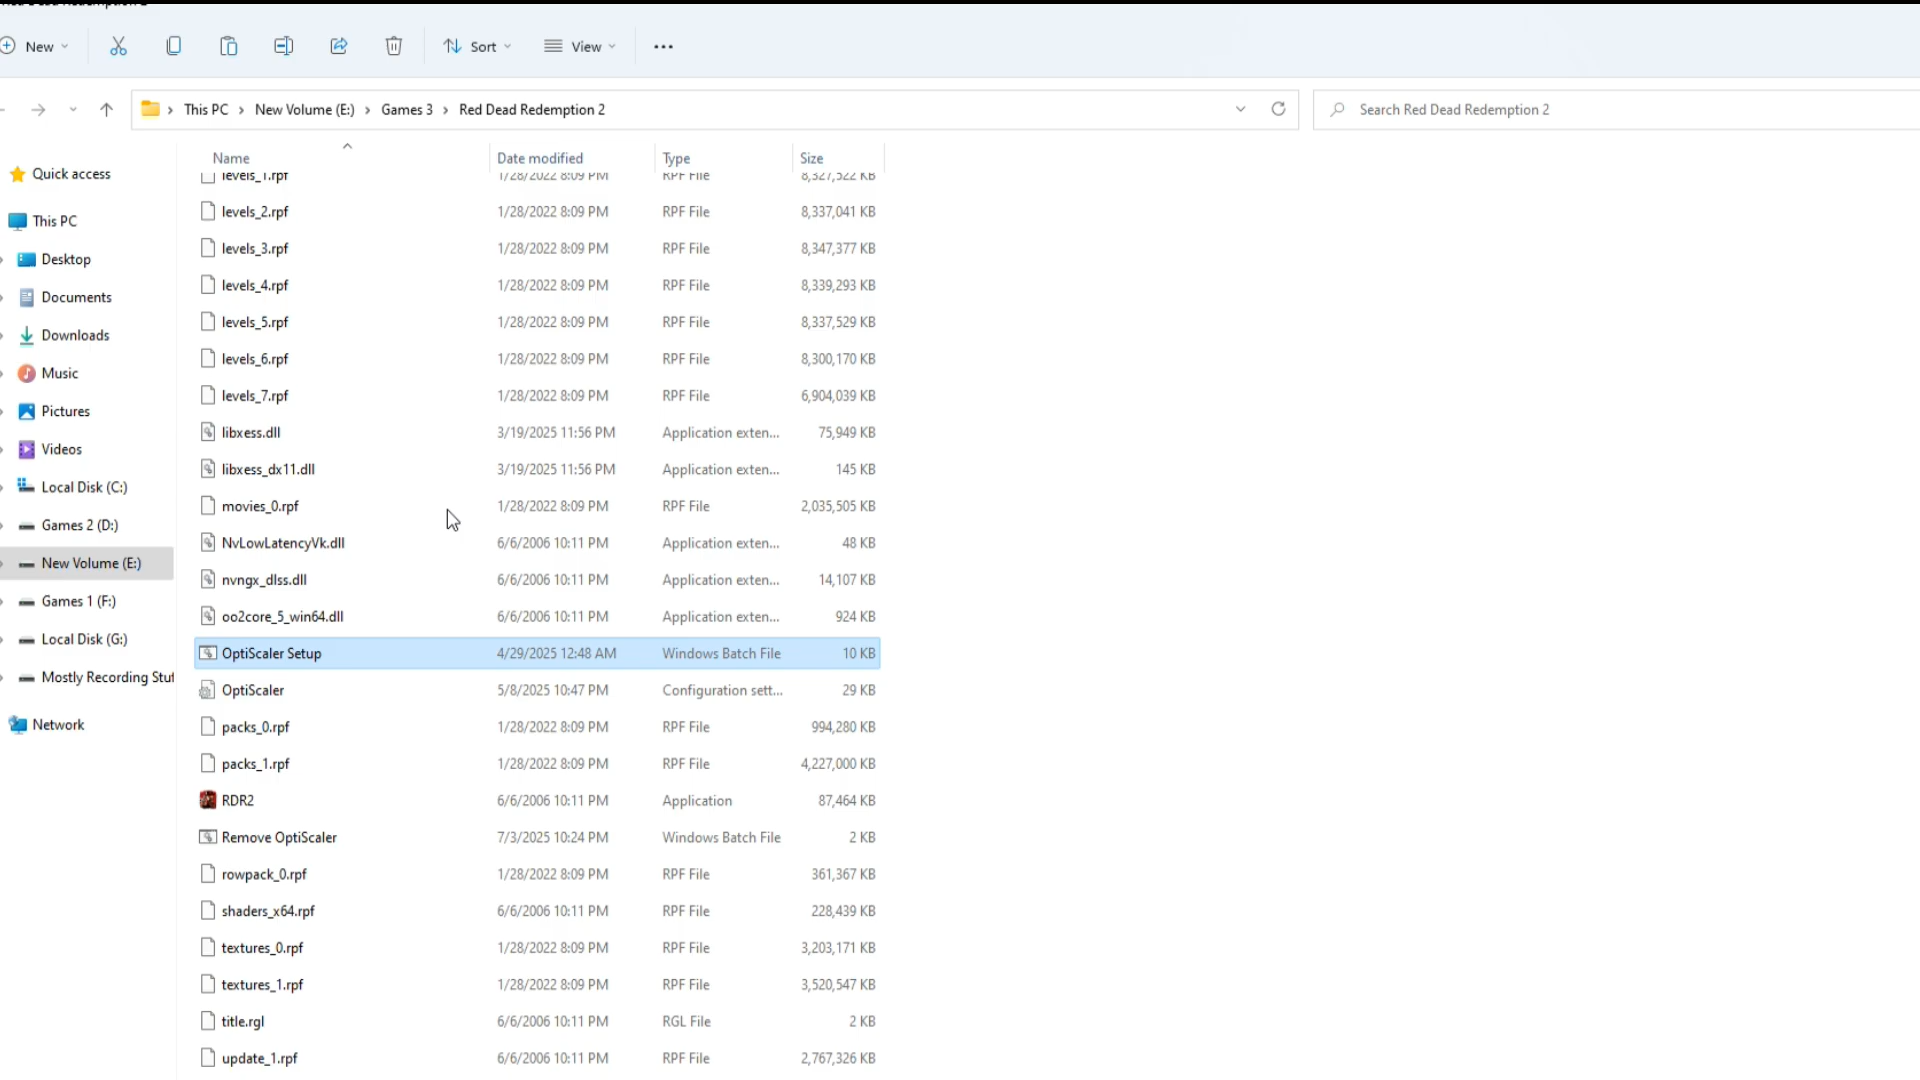 New
Sort
View
This PC > New Volume (E:) > Games 3 > Red Dead Redemption 2
Search Red Dead Redemption 2
Quick access
This PC
Desktop
Documents
Downloads
Music
Pictures
Videos
Local Disk (C:)
Games 2 (D:)
New Volume (E:)
Games 1 (F:)
Local Disk (G:)
Mostly Recording Stuf
Network
Name Date modified Type Size
levels_1.rpf 1/28/2022 8:09 PM RPF File 8,327,522 KB
levels_2.rpf 1/28/2022 8:09 PM RPF File 8,337,041 KB
levels_3.rpf 1/28/2022 8:09 PM RPF File 8,347,377 KB
levels_4.rpf 1/28/2022 8:09 PM RPF File 8,339,293 KB
levels_5.rpf 1/28/2022 8:09 PM RPF File 8,337,529 KB
levels_6.rpf 1/28/2022 8:09 PM RPF File 8,300,170 KB
levels_7.rpf 1/28/2022 8:09 PM RPF File 6,904,039 KB
libxess.dll 3/19/2025 11:56 PM Application exten... 75,949 KB
libxess_dx11.dll 3/19/2025 11:56 PM Application exten... 145 KB
movies_0.rpf 1/28/2022 8:09 PM RPF File 2,035,505 KB
NvLowLatencyVk.dll 6/6/2006 10:11 PM Application exten... 48 KB
nvngx_dlss.dll 6/6/2006 10:11 PM Application exten... 14,107 KB
oo2core_5_win64.dll 6/6/2006 10:11 PM Application exten... 924 KB
OptiScaler Setup 4/29/2025 12:48 AM Windows Batch File 10 KB
OptiScaler 5/8/2025 10:47 PM Configuration sett... 29 KB
packs_0.rpf 1/28/2022 8:09 PM RPF File 994,280 KB
packs_1.rpf 1/28/2022 8:09 PM RPF File 4,227,000 KB
RDR2 6/6/2006 10:11 PM Application 87,464 KB
Remove OptiScaler 7/3/2025 10:24 PM Windows Batch File 2 KB
rowpack_0.rpf 1/28/2022 8:09 PM RPF File 361,367 KB
shaders_x64.rpf 6/6/2006 10:11 PM RPF File 228,439 KB
textures_0.rpf 1/28/2022 8:09 PM RPF File 3,203,171 KB
textures_1.rpf 1/28/2022 8:09 PM RPF File 3,520,547 KB
title.rgl 6/6/2006 10:11 PM RGL File 2 KB
update_1.rpf 6/6/2006 10:11 PM RPF File 2,767,326 KB